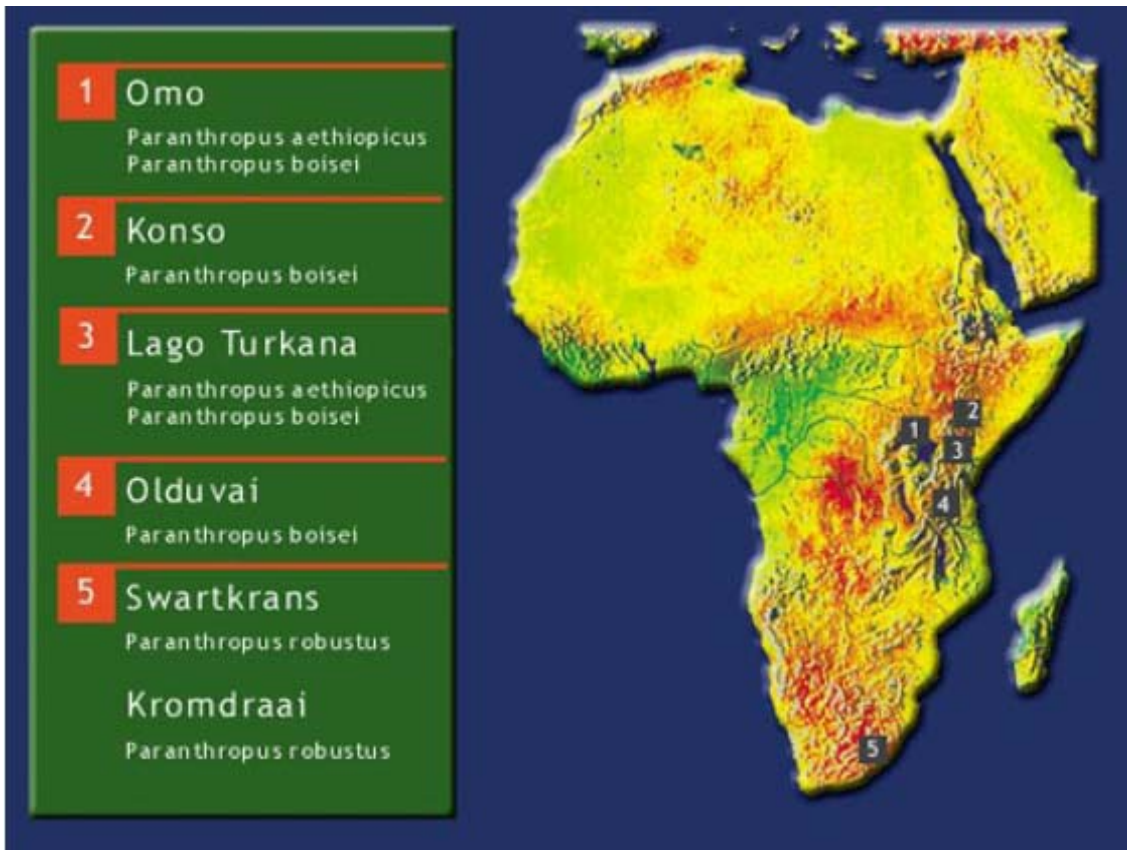 1 Omo
Paranthropus aethiopicus
Paranthropus boisei
2 Konso
Paranthropus boisei
3 Lago Turkana
Paranthropus aethiopicus
Paranthropus boisei
4 Olduvai
Paranthropus boisei
5 Swartkrans
Paranthropus robustus
Kromdraai
Paranthropus robustus
2
1
3
4
5